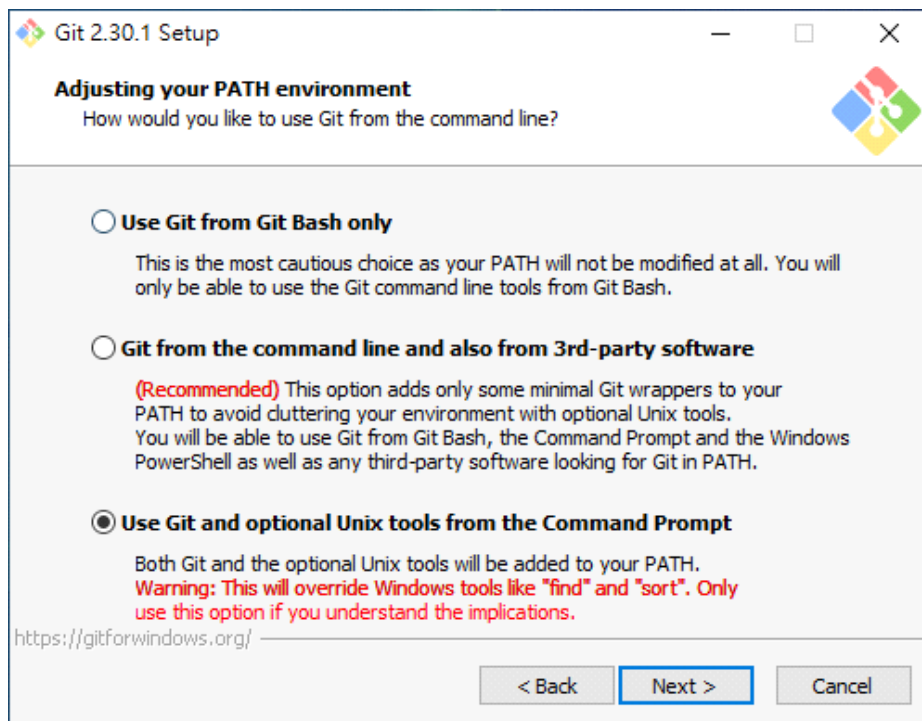 Git 2.30.1 Setup
Adjusting your PATH environment
How would you like to use Git from the command line?
Use Git from Git Bash only
This is the most cautious choice as your PATH will not be modified at all. You will
only be able to use the Git command line tools from Git Bash.
Git from the command line and also from 3rd-party software
(Recommended) This option adds only some minimal Git wrappers to your
PATH to avoid cluttering your environment with optional Unix tools.
You will be able to use Git from Git Bash, the Command Prompt and the Windows
PowerShell as well as any third-party software looking for Git in PATH.
Use Git and optional Unix tools from the Command Prompt
Both Git and the optional Unix tools will be added to your PATH.
Warning: This will override Windows tools like "find" and "sort". Only
use this option if you understand the implications.
https://gitforwindows.org/
< Back
Next >
Cancel